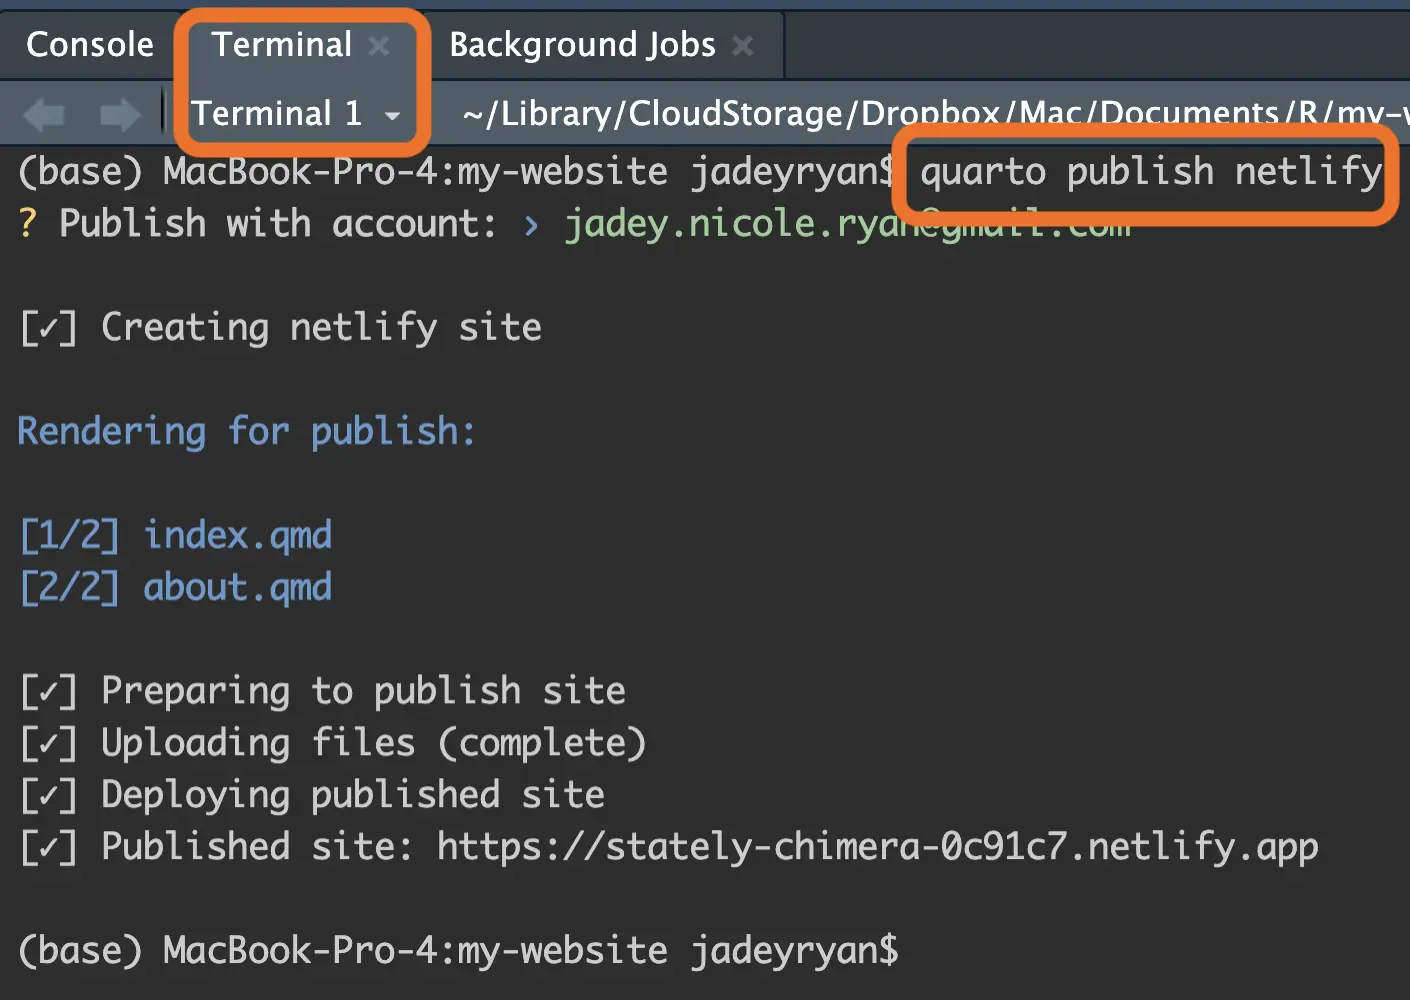 Console Terminal × Background Jobs ×
Terminal 1 ~/Library/CloudStorage/Dropbox/Mac/Documents/R/my-w
(base) MacBook-Pro-4:my-website jadeyryan$ quarto publish netlify
? Publish with account: › jadey.nicole.ryan@gmail.com
[✓] Creating netlify site
Rendering for publish:
[1/2] index.qmd
[2/2] about.qmd
[✓] Preparing to publish site
[✓] Uploading files (complete)
[✓] Deploying published site
[✓] Published site: https://stately-chimera-0c91c7.netlify.app
(base) MacBook-Pro-4:my-website jadeyryan$